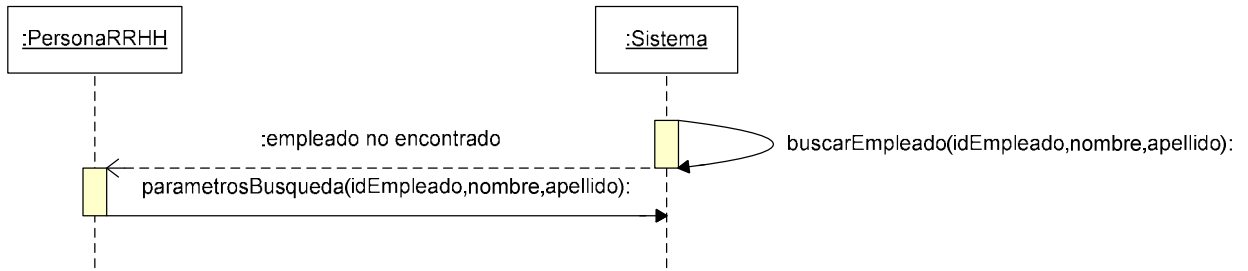 :PersonaRRHH
:Sistema
:empleado no encontrado
buscarEmpleado(idEmpleado,nombre,apellido):
parametrosBusqueda(idEmpleado,nombre,apellido):